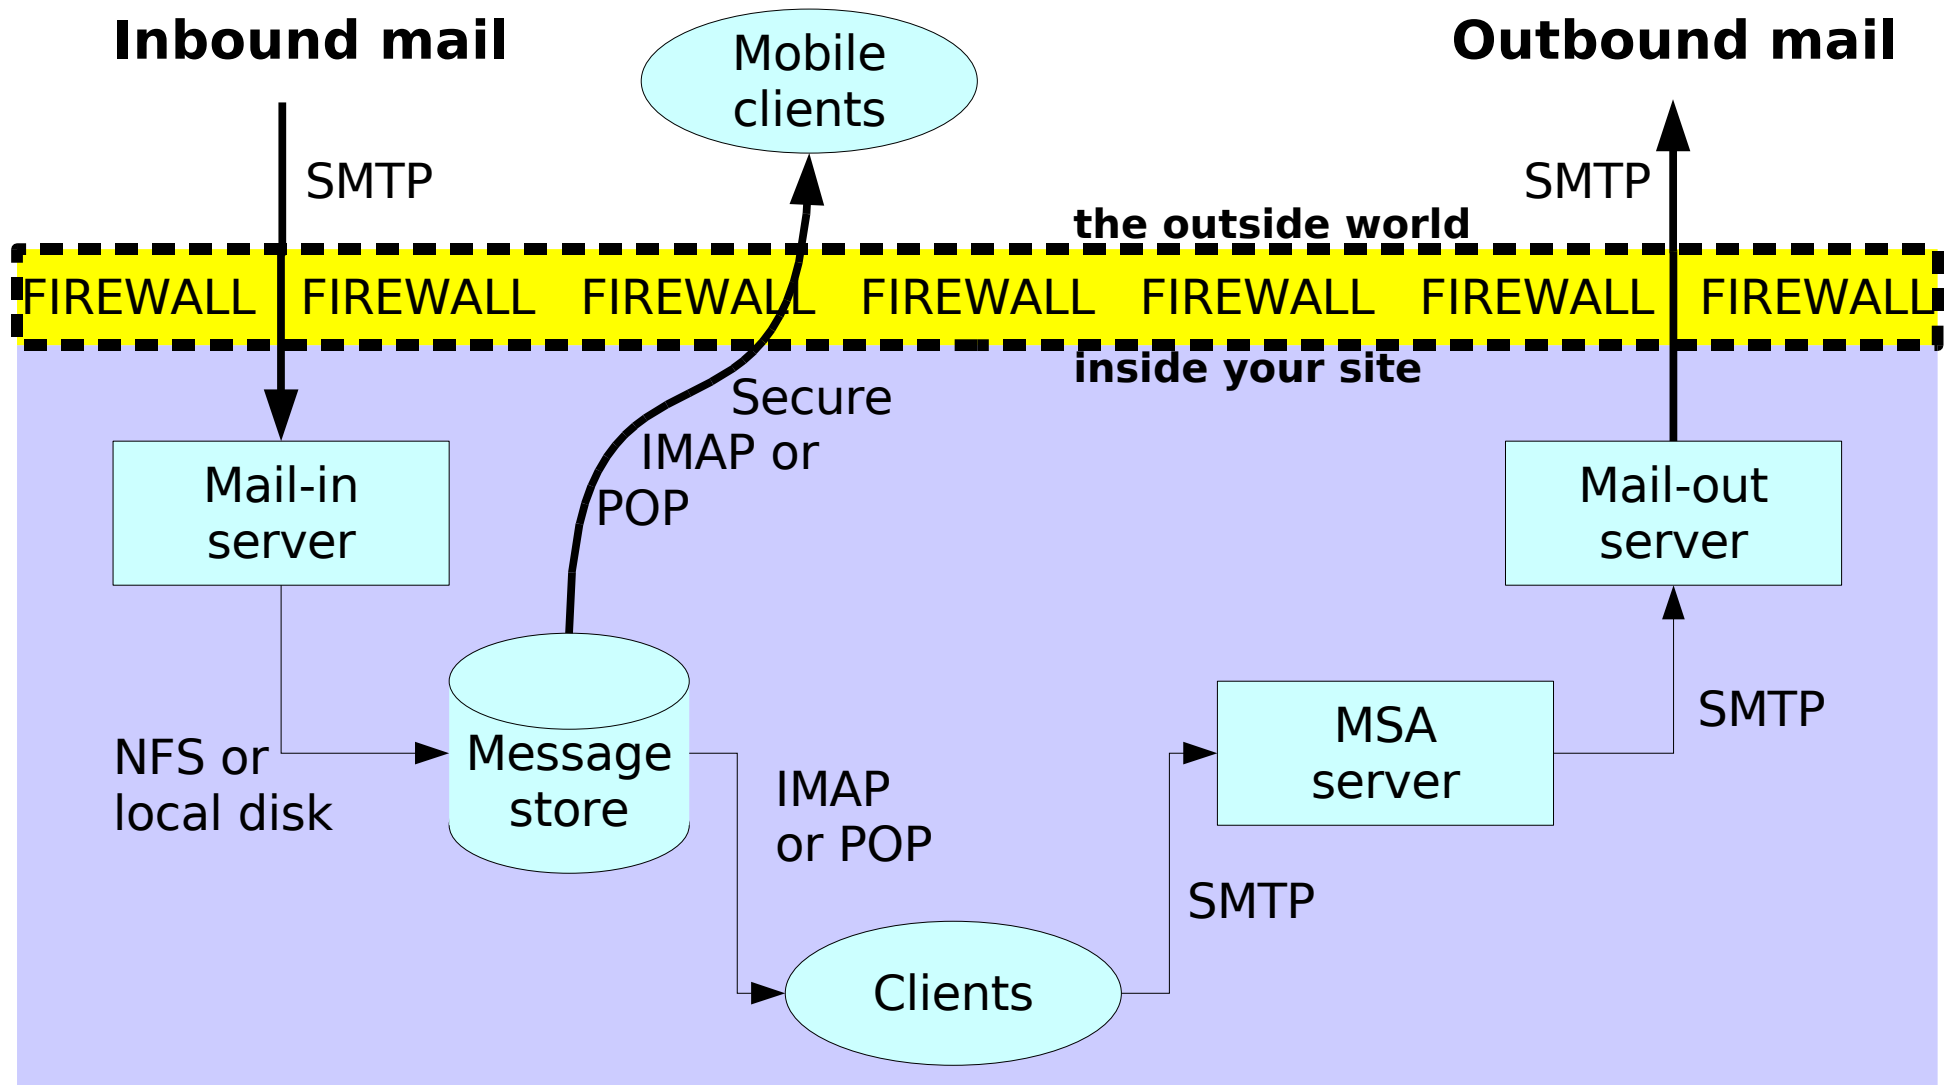 Inbound mail
Mobile
clients
Outbound mail
SMTP
SMTP
the outside world
FIREWALL FIREWALL FIREWALL FIREWALL FIREWALL FIREWALL FIREWALL
inside your site
Secure
IMAP or
POP
Mail-in
server
Mail-out
server
NFS or
local disk
Message
store
IMAP
or POP
MSA
server
SMTP
SMTP
Clients